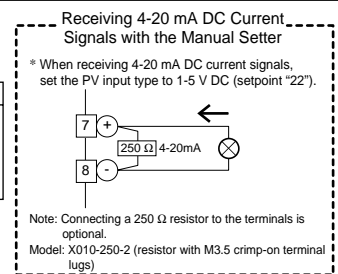 Receiving 4-20 mA DC Current
Signals with the Manual Setter
* When receiving 4-20 mA DC current signals,
set the PV input type to 1-5 V DC (setpoint “22”).
7 +
250 Ω 4-20mA
8 -
Note: Connecting a 250 Ω resistor to the terminals is
optional.
Model: X010-250-2 (resistor with M3.5 crimp-on terminal
lugs)